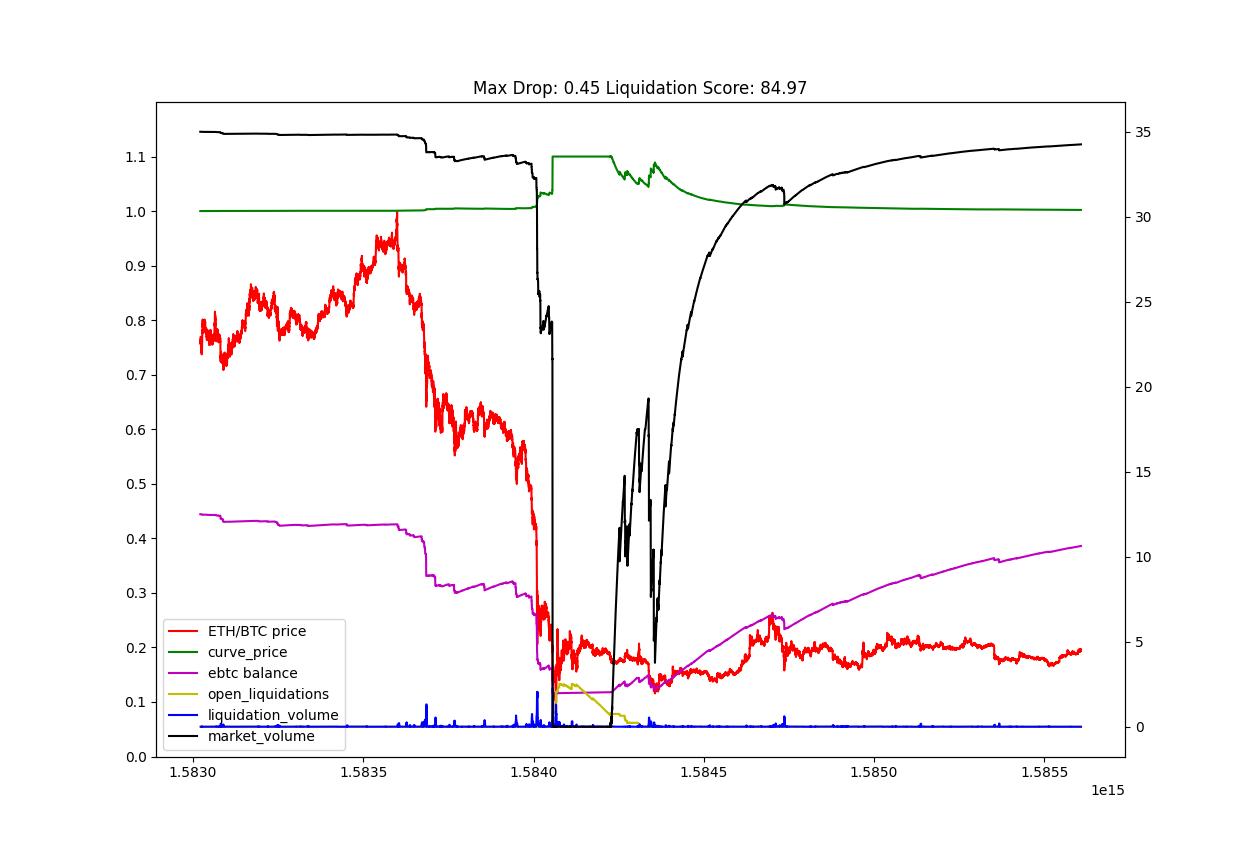 Max Drop: 0.45 Liquidation Score: 84.97
1.1
1.0
0.9
0.8
0.7
0.6
0.5
0.4
0.3
0.2
0.1
0.0
35
30
25
20
15
10
5
0
ETH/BTC price
curve_price
ebtc balance
open_liquidations
liquidation_volume
market_volume
1.5830 1.5835 1.5840 1.5845 1.5850 1.5855
1e15